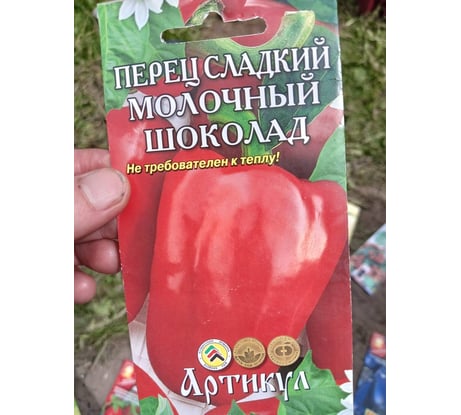 ПЕРЕЦ СЛАДКИЙ
МОЛОЧНЫЙ
ШОКОЛАД
Не требователен к теплу!
Артикул